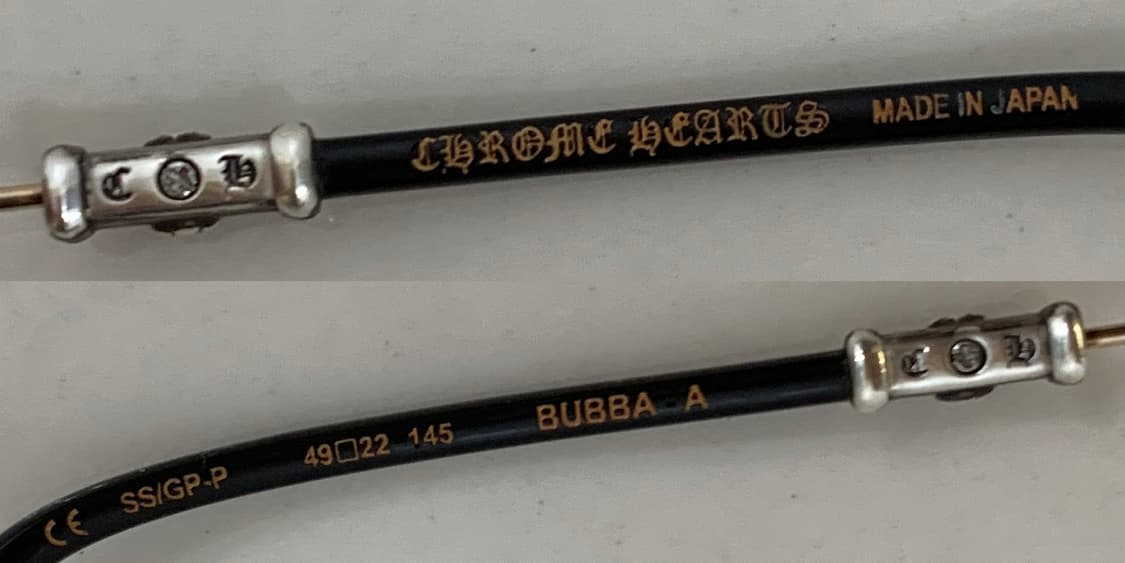 C H CHROME HEARTS MADE IN JAPAN
CE SS/GP-P 49□22 145 BUBBA - A C H